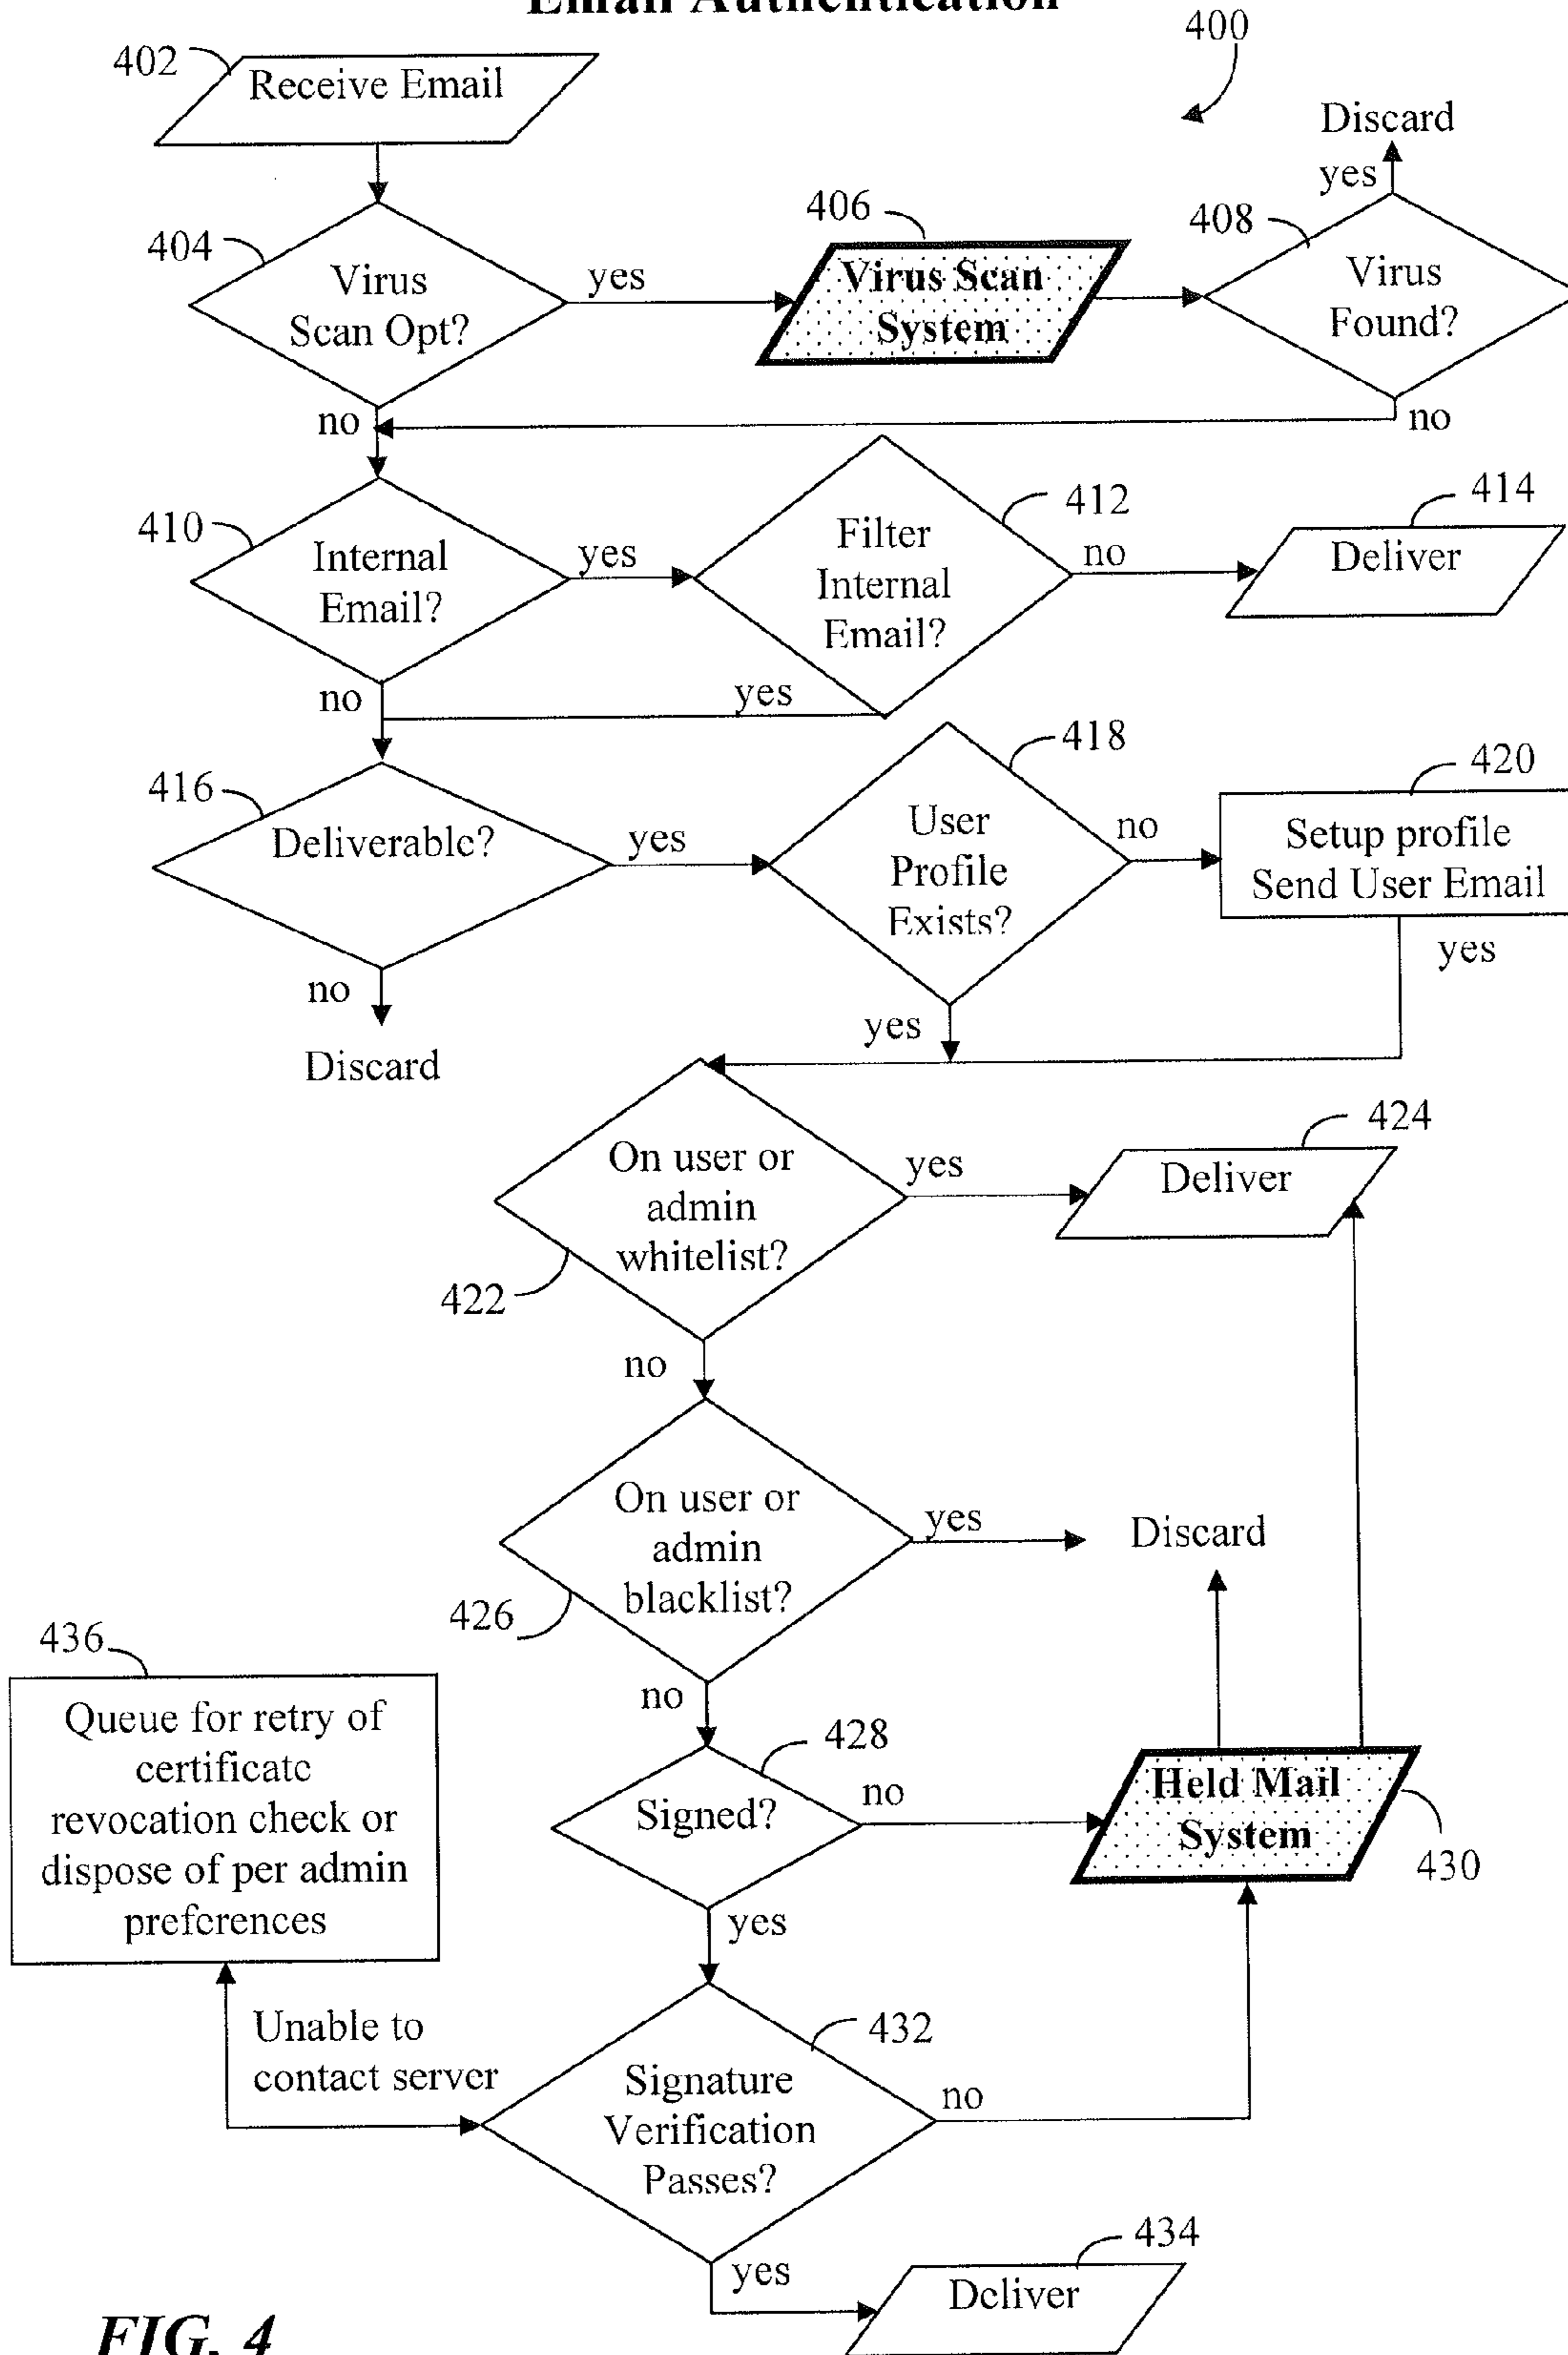 Email Authentication
400
402
Receive Email
Discard
yes
404
Virus
Scan Opt?
yes
406
Virus Scan
System
408
Virus
Found?
no
no
410
Internal
Email?
yes
412
Filter
Internal
Email?
no
414
Deliver
no
yes
416
Deliverable?
yes
418
User
Profile
Exists?
no
420
Setup profile
Send User Email
yes
no
Discard
yes
On user or
admin
whitelist?
422
yes
424
Deliver
no
On user or
admin
blacklist?
426
yes
Discard
no
436
Queue for retry of
certificate
revocation check or
dispose of per admin
preferences
428
Signed?
no
Held Mail
System
430
yes
Unable to
contact server
432
Signature
Verification
Passes?
no
yes
434
Deliver
FIG. 4